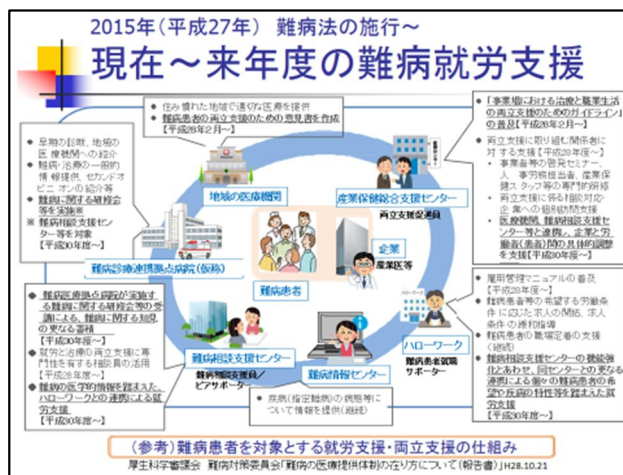 2015年(平成27年) 難病法の施行~
現在~来年度の難病就労支援
・ 住み慣れた地域で適切な医療を提供
・ 難病患者の両立支援のための意見書を作成
【平成28年2月~】
・ 早期の診断、地域の
医療機関への紹介
・ 難病・治療の一般的な
情報提供、セカンドオ
ピニオンの紹介等
・ 難病に関する研修会
等を実施※
※ 難病相談支援セン
ター等を対象
【平成30年度~】
・ 「事業場における治療と職業生活
の両立支援のためのガイドライン」
の普及【平成28年2月~】
・ 両立支援に取り組む関係者に
対する支援【平成28年度~】
・ 事業者等の啓発セミナー、
人事労務担当者、産業保
健スタッフ等の専門的研修
・ 両立支援に係る相談対応・
企業への個別訪問支援
・ 医療機関、難病相談支援セン
ター等と連携し、企業と労
働者(患者)間の具体的調整
を支援【平成30年度~】
地域の医療機関
産業保健総合支援センター
両立支援促進員
企業
産業医等
難病診療連携拠点病院(仮称)
難病患者
ハローワーク
ハローワーク
難病患者就職
サポーター
難病相談支援センター
難病相談支援員/
ピアサポーター
難病情報センター
・ 難病医療拠点病院が実施す
る難病に関する研修会等の受
講による、難病に関する知見
の更なる蓄積
【平成30年度~】
・ 就労と治療の両立支援に専
門性を有する相談員の活用
【平成28年度~】
・ 難病の医学的情報を踏まえた、
ハローワークとの連携による就
労支援
【平成30年度~】
・ 雇用管理マニュアルの普及
【平成28年度~】
・ 難病患者等の希望する労働条
件に応じた求人の開拓、求人
条件の緩和指導
・ 難病患者の職場定着の支援
(継続)
・ 難病相談支援センターの機能強
化とあわせ、同センターとの更なる
連携による個々の難病患者の希
望や疾病の特性等を踏まえた就
労支援
【平成30年度~】
・ 疾病(指定難病)の病態等に
ついて情報を提供(継続)
(参考)難病患者を対象とする就労支援・両立支援の仕組み
厚生科学審議会 難病対策委員会「難病の医療提供体制の在り方について(報告書)」H28.10.21